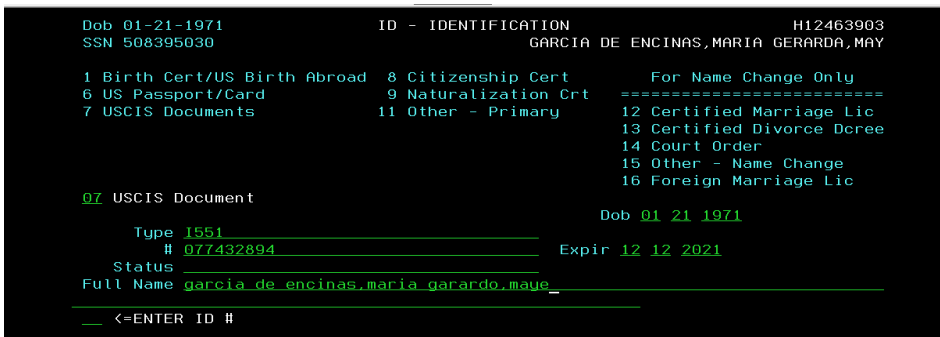 Dob 01-21-1971 ID - IDENTIFICATION H12463903
SSN 508395030 GARCIA DE ENCINAS,MARIA GERARDA,MAY
1 Birth Cert/US Birth Abroad 8 Citizenship Cert For Name Change Only
6 US Passport/Card 9 Naturalization Crt ==========================
7 USCIS Documents 11 Other - Primary 12 Certified Marriage Lic
13 Certified Divorce Dcree
14 Court Order
15 Other - Name Change
16 Foreign Marriage Lic
07 USCIS Document
Dob 01 21 1971
Type I551
# 077432894 Expir 12 12 2021
Status
Full Name garcia de encinas,maria garardo,maye
<=ENTER ID #